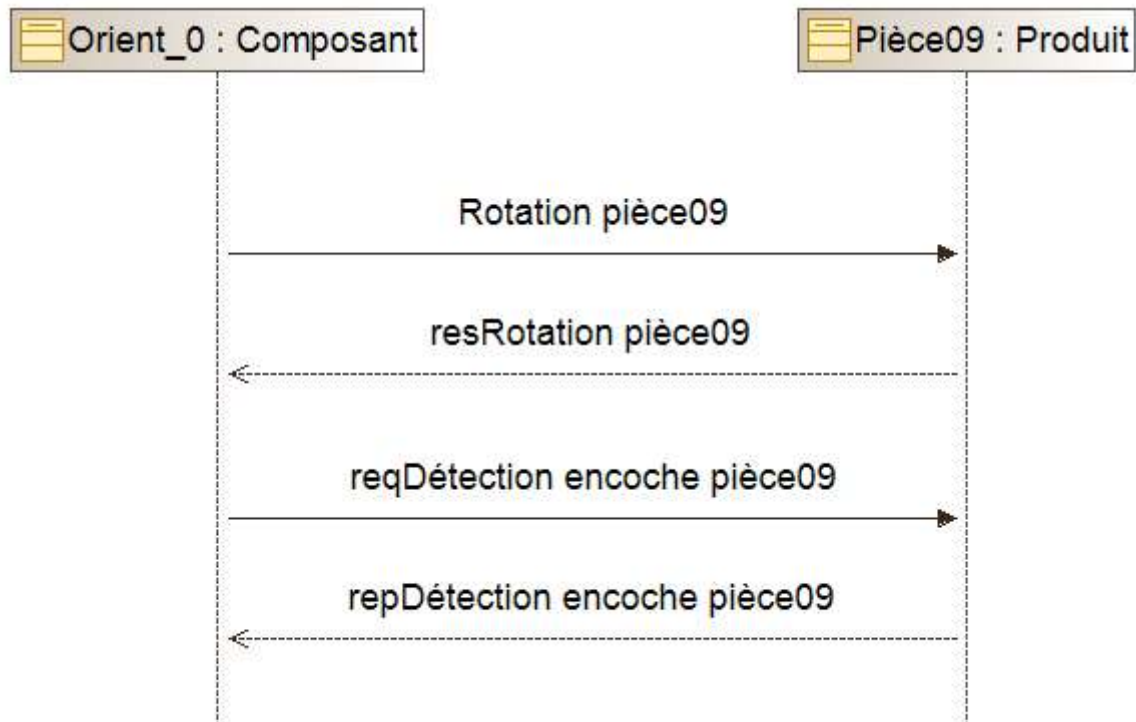 Orient_0 : Composant
Pièce09 : Produit
Rotation pièce09
resRotation pièce09
reqDétection encoche pièce09
repDétection encoche pièce09